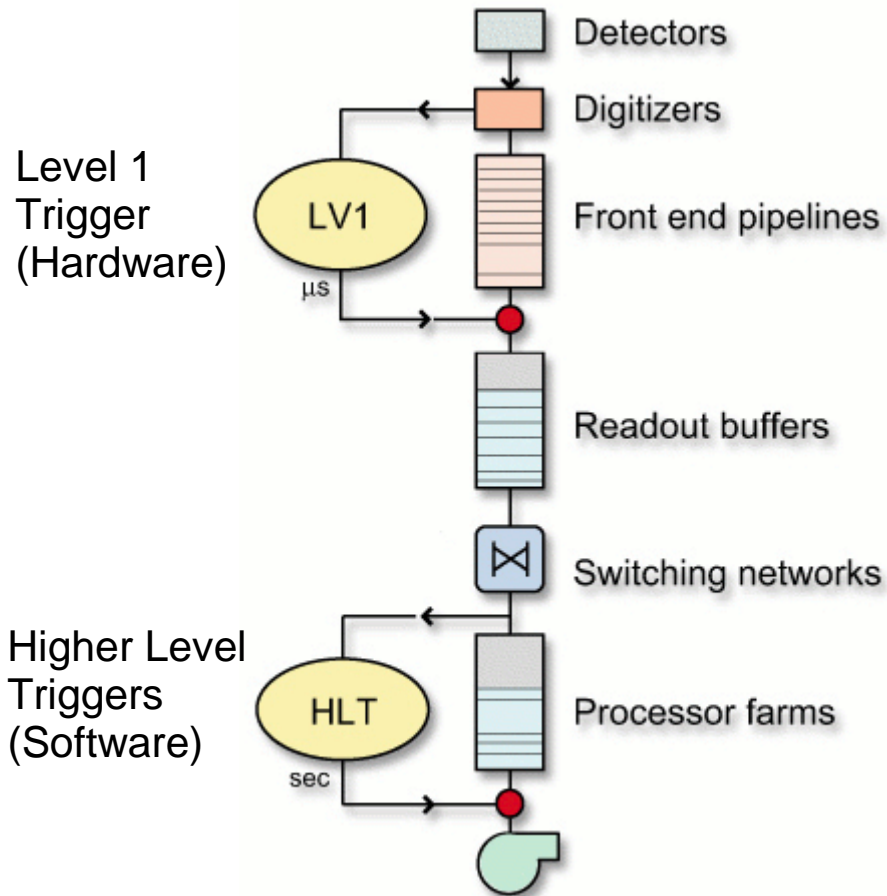 Detectors
Digitizers
Level 1
Trigger
(Hardware)
LV1
Front end pipelines
μs
Readout buffers
Switching networks
Higher Level
Triggers
(Software)
HLT
Processor farms
sec